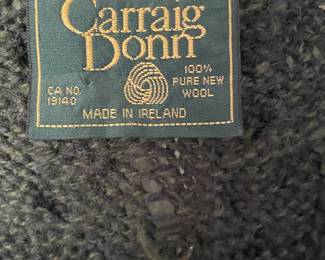 Carraig
Donn
100%
PURE NEW
WOOL
CA NO.
19140
MADE IN IRELAND